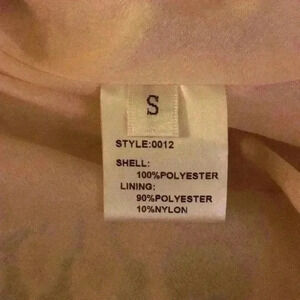 S
STYLE:0012
SHELL:
100%POLYESTER
LINING:
90%POLYESTER
10%NYLON